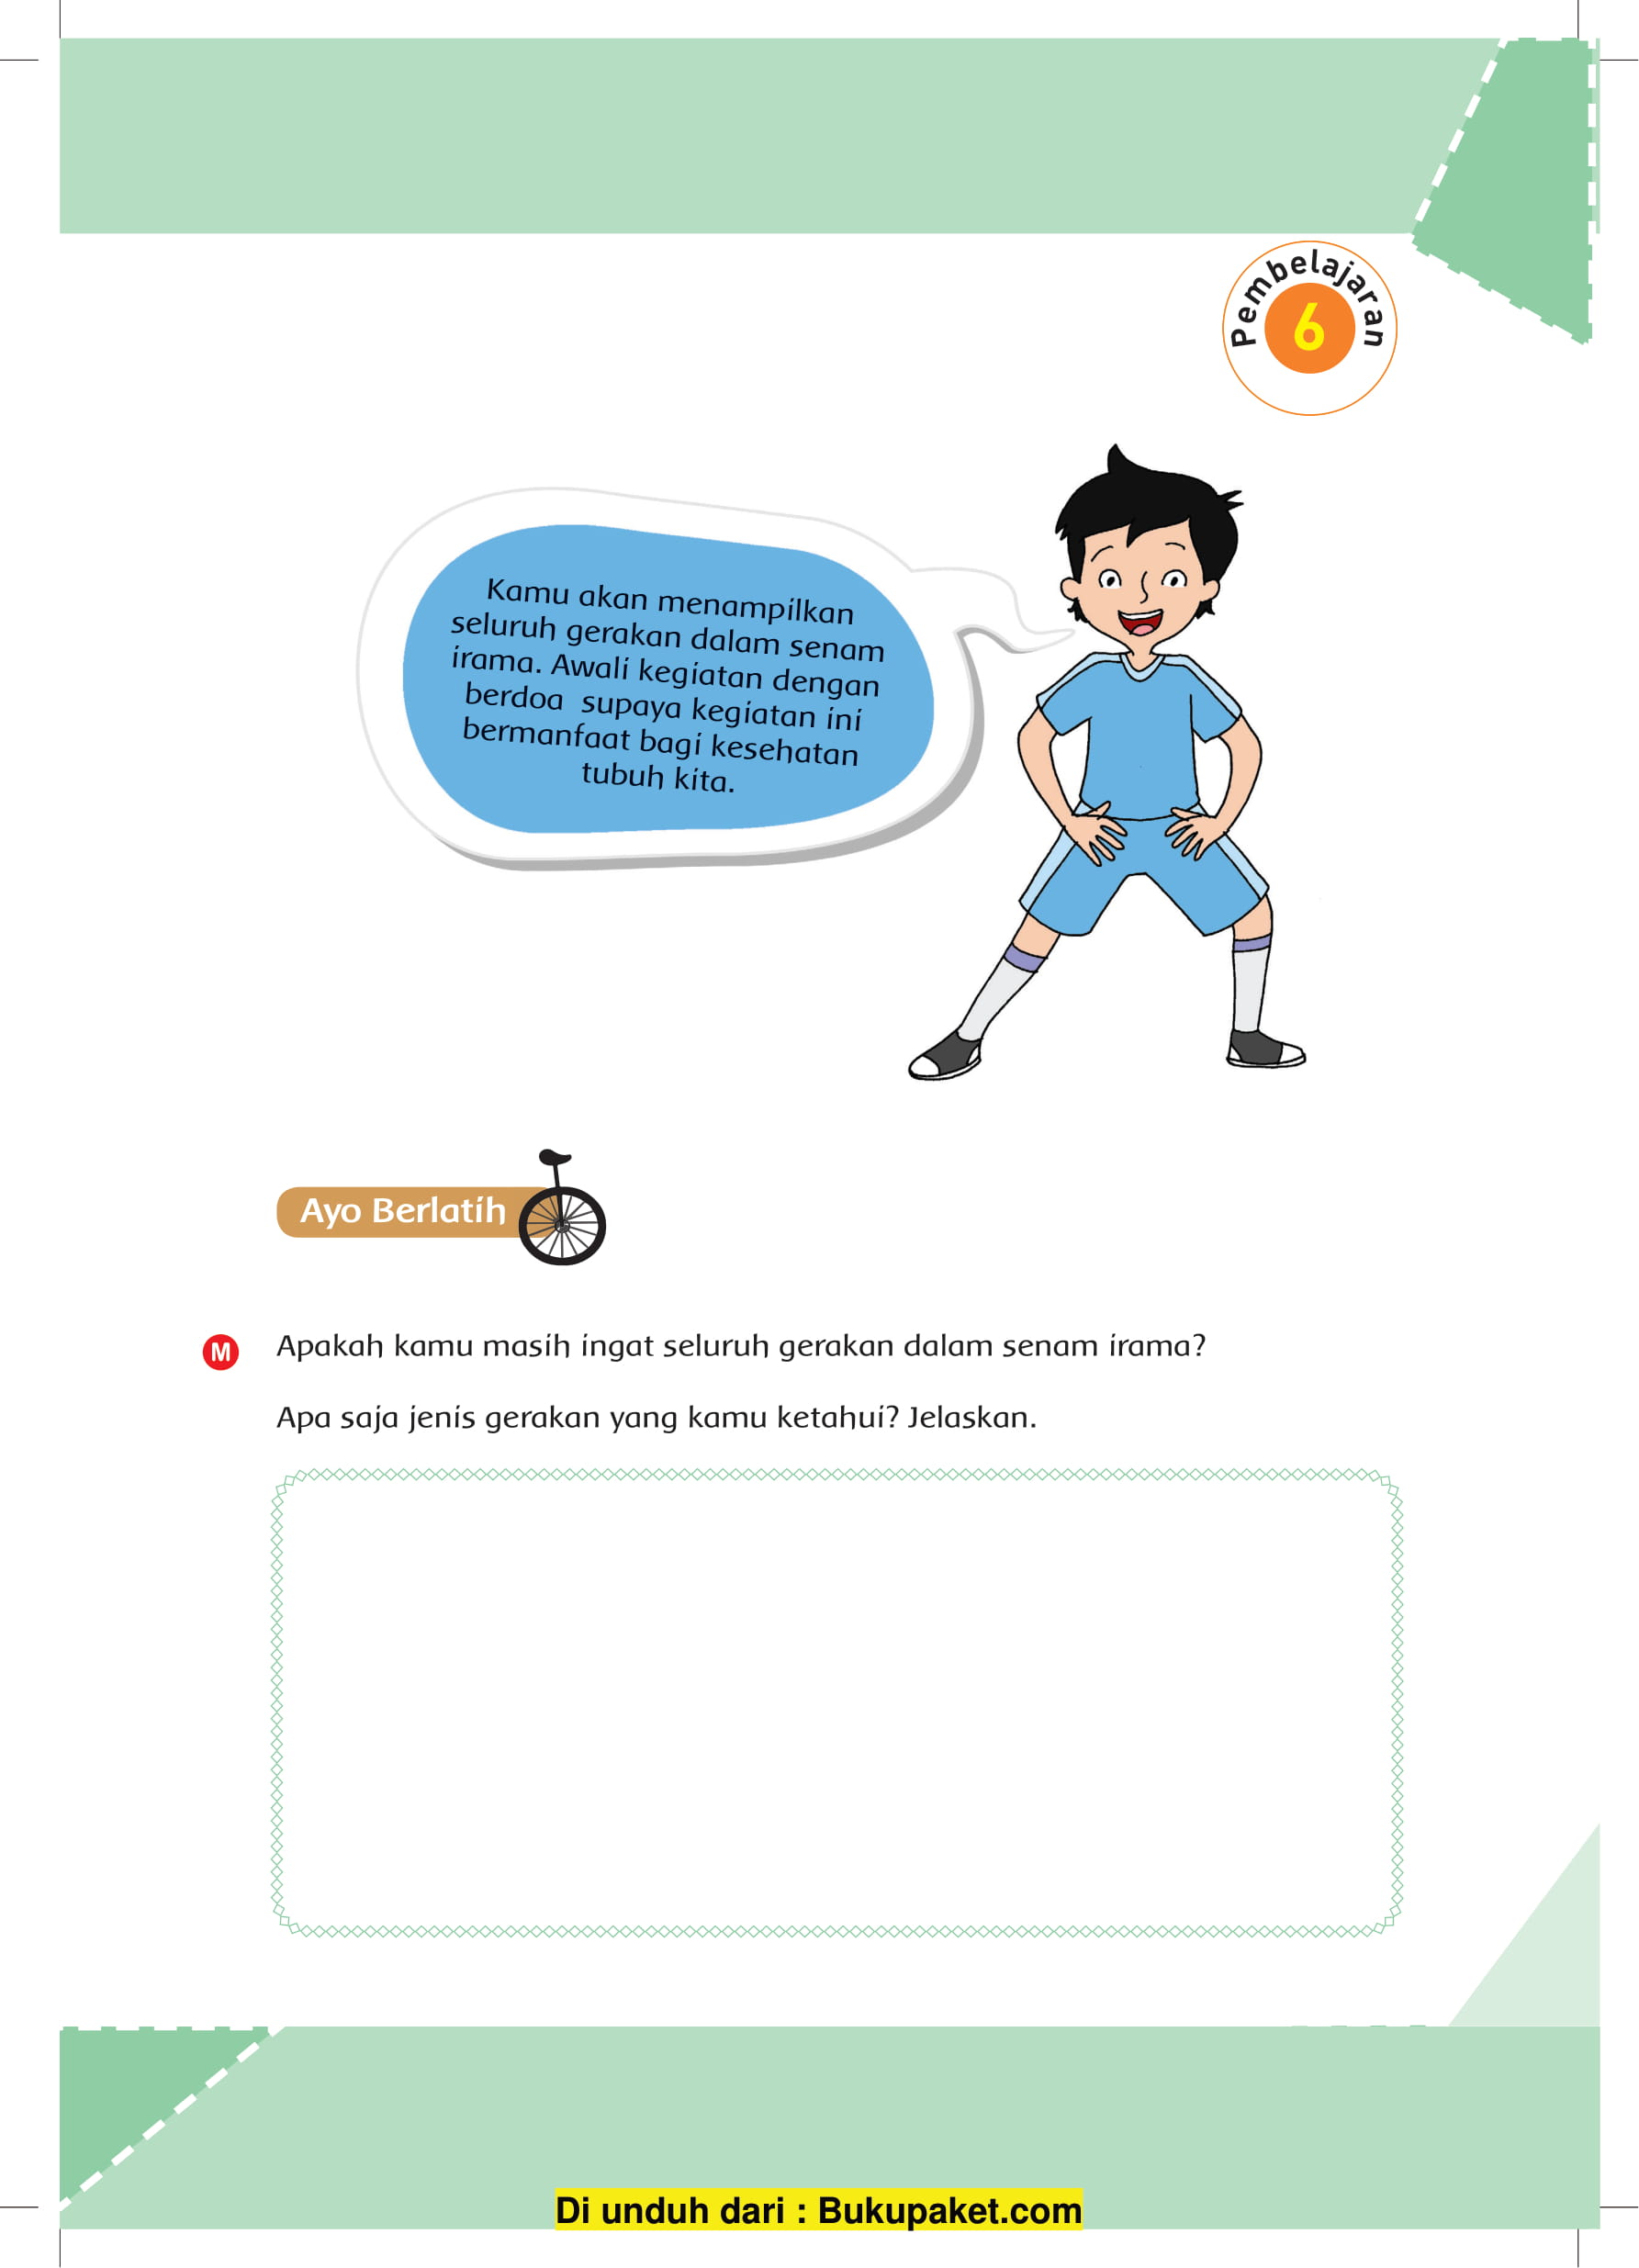 Pembelajaran
6
Kamu akan menampilkan
seluruh gerakan dalam senam
irama. Awali kegiatan dengan
berdoa supaya kegiatan ini
bermanfaat bagi kesehatan
tubuh kita.
Ayo Berlatih
M
Apakah kamu masih ingat seluruh gerakan dalam senam irama?
Apa saja jenis gerakan yang kamu ketahui? Jelaskan.
Di unduh dari : Bukupaket.com